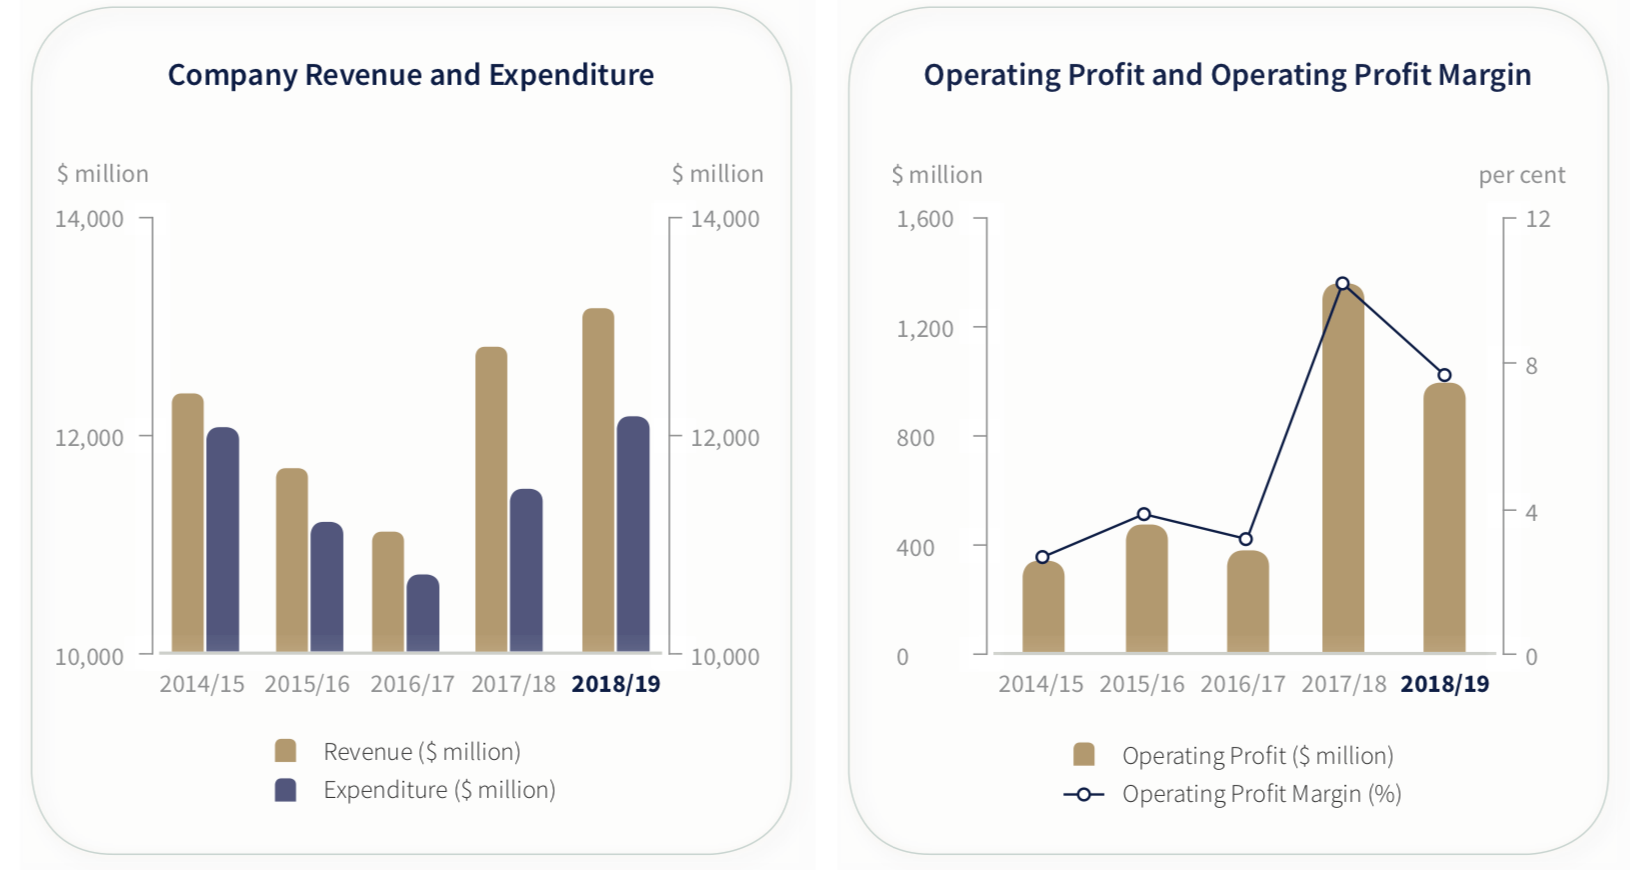 Company Revenue and Expenditure
$ million
$ million
14,000
14,000
12,000
12,000
10,000
10,000
2014/15 2015/16 2016/17 2017/18 2018/19
Revenue ($ million)
Expenditure ($ million)
Operating Profit and Operating Profit Margin
$ million
per cent
1,600
12
1,200
8
800
4
400
0
0
2014/15 2015/16 2016/17 2017/18 2018/19
Operating Profit ($ million)
Operating Profit Margin (%)